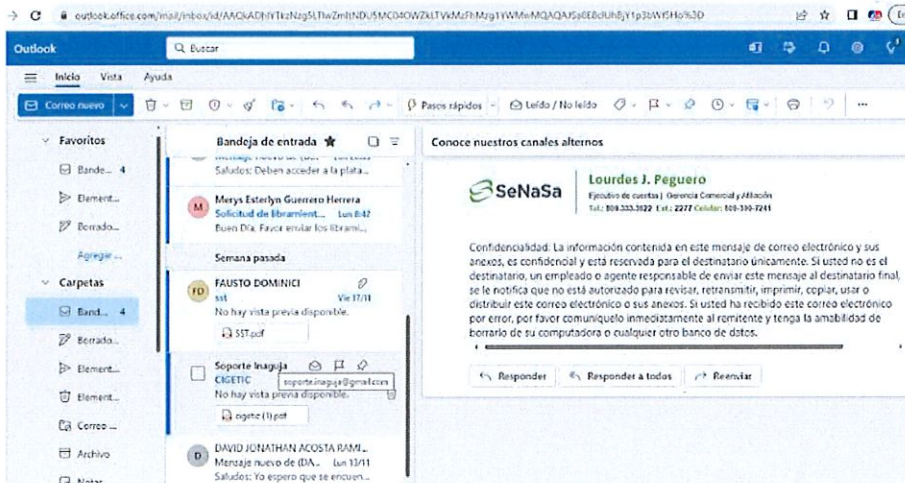 Outlook
Buscar
Inicio Vista Ayuda
Correo nuevo
Pasos rápidos
Leído / No leído
Favoritos
Bande... 4
Element...
Borrado...
Agregar ...
Carpetas
Band... 4
Borrado...
Element...
Element...
Correo ...
Archivo
Notas
Bandeja de entrada
Saludos: Deben acceder a la plata...
M
Merys Esterlyn Guerrero Herrera
Solicitud de libramient... Lun 8:42
Buen Día, Favor enviar los librami...
Semana pasada
FD
FAUSTO DOMINICI
sst Vie 17/11
No hay vista previa disponible.
SST.pdf
Soporte Inaguja
CIGETIC
soporte.inaguja@gmail.com
No hay vista previa disponible.
cigetic (1).pdf
D
DAVID JONATHAN ACOSTA RAMI...
Mensaje nuevo de (DA... Lun 13/11
Saludos: Yo espero que se encuen...
Conoce nuestros canales alternos
SeNaSa
Lourdes J. Peguero
Ejecutivo de cuentas | Gerencia Comercial y Afiliación
Tel.: 809.333.3822 Ext.: 2277 Celular:
Confidencialidad: La información contenida en este mensaje de correo electrónico y sus
anexos, es confidencial y está reservada para el destinatario únicamente. Si usted no es el
destinatario, un empleado o agente responsable de enviar este mensaje al destinatario final,
se le notifica que no está autorizado para revisar, retransmitir, imprimir, copiar, usar o
distribuir este correo electrónico o sus anexos. Si usted ha recibido este correo electrónico
por error, por favor comuníquelo inmediatamente al remitente y tenga la amabilidad de
borrarlo de su computadora o cualquier otro banco de datos.
Responder
Responder a todos
Reenviar